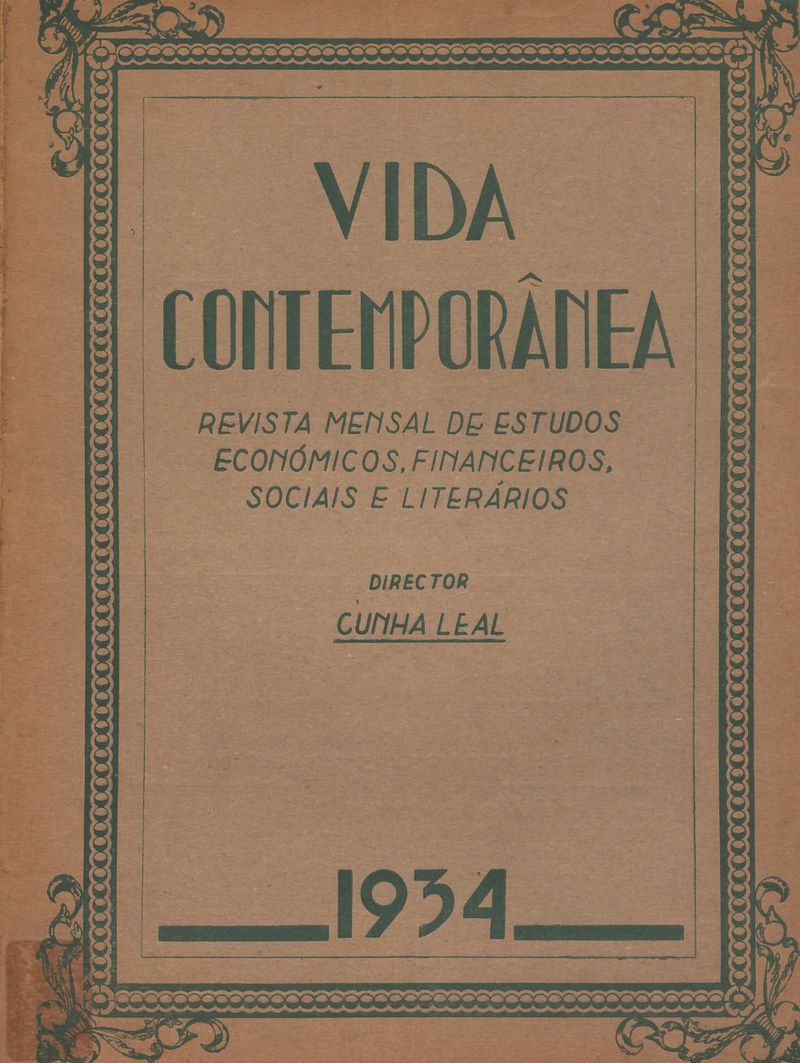 VIDA
CONTEMPORÂNEA
REVISTA MENSAL DE ESTUDOS
ECONÓMICOS, FINANCEIROS,
SOCIAIS E LITERÁRIOS
DIRECTOR
CUNHA LEAL
1934